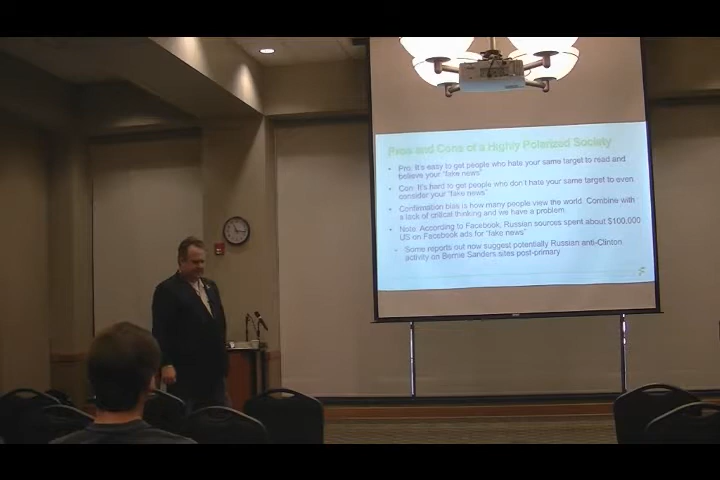 Pros and Cons of a Highly Polarized Society
• Pro: It's easy to get people who hate your same target to read and
believe your "fake news"
• Con: It's hard to get people who don't hate your same target to even
consider your "fake news"
• Confirmation bias is how many people view the world. Combine with
a lack of critical thinking and we have a problem.
• Note: According to Facebook, Russian sources spent about $100,000
US on Facebook ads for "fake news"
• Some reports out now suggest potentially Russian anti-Clinton
activity on Bernie Sanders sites post-primary